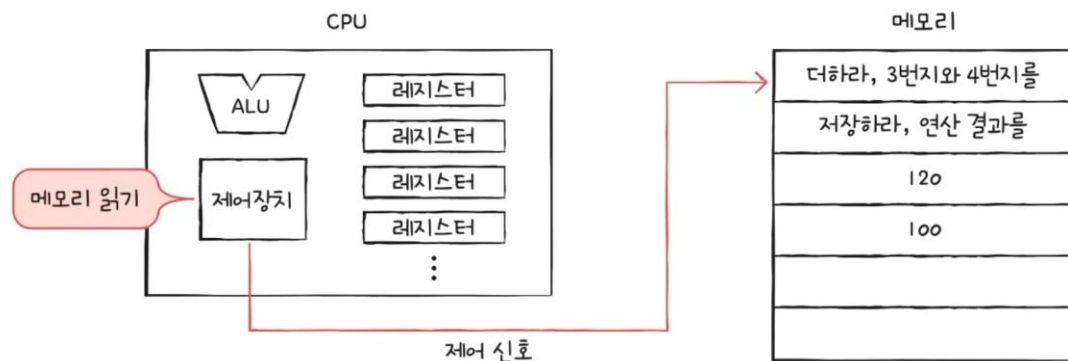 CPU
메모리
ALU
레지스터
레지스터
레지스터
레지스터
메모리 읽기
제어장치
더하라, 3번지와 4번지를
저장하라, 연산 결과를
120
100
제어 신호